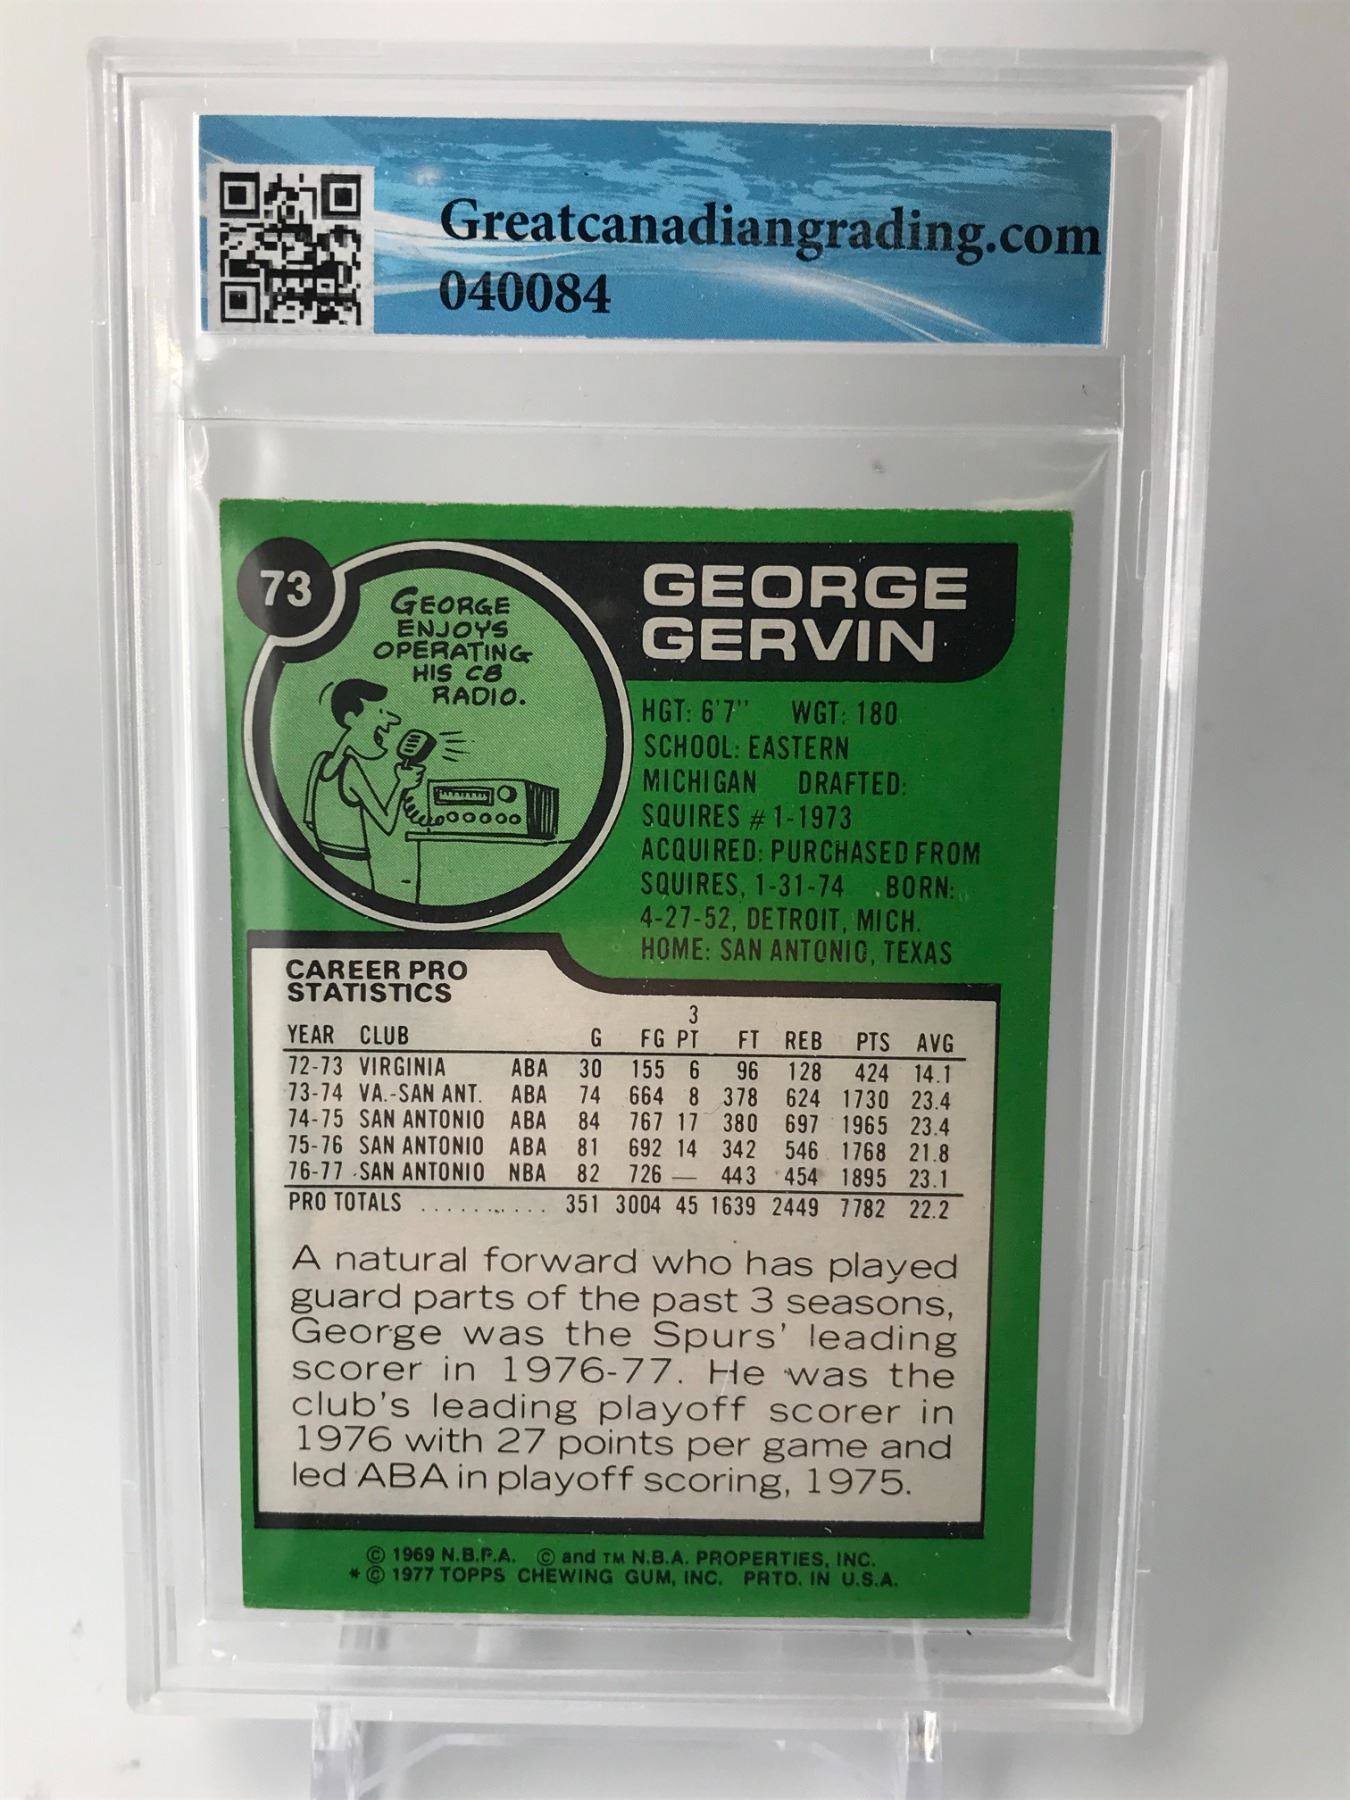 Greatcanadiangrading.com
040084
73
GEORGE
ENJOYS
OPERATING
HIS CB
RADIO.
GEORGE
GERVIN
HGT: 6'7" WGT: 180
SCHOOL: EASTERN
MICHIGAN DRAFTED:
SQUIRES #1-1973
ACQUIRED: PURCHASED FROM
SQUIRES, 1-31-74 BORN:
4-27-52, DETROIT, MICH.
HOME: SAN ANTONIO, TEXAS
CAREER PRO
STATISTICS
3
YEAR CLUB G FG PT FT REB PTS AVG
72-73 VIRGINIA ABA 30 155 6 96 128 424 14.1
73-74 VA.-SAN ANT. ABA 74 664 8 378 624 1730 23.4
74-75 SAN ANTONIO ABA 84 767 17 380 697 1965 23.4
75-76 SAN ANTONIO ABA 81 692 14 342 546 1768 21.8
76-77 SAN ANTONIO NBA 82 726 — 443 454 1895 23.1
PRO TOTALS .......... 351 3004 45 1639 2449 7782 22.2
A natural forward who has played
guard parts of the past 3 seasons,
George was the Spurs' leading
scorer in 1976-77. He was the
club's leading playoff scorer in
1976 with 27 points per game and
led ABA in playoff scoring, 1975.
© 1969 N.B.P.A. © and TM N.B.A. PROPERTIES, INC.
* © 1977 TOPPS CHEWING GUM, INC. PRTD. IN U.S.A.